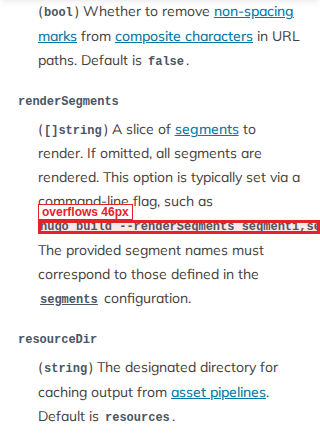 (bool) Whether to remove non-spacing
marks from composite characters in URL
paths. Default is false.
renderSegments
([]string) A slice of segments to
render. If omitted, all segments are
rendered. This option is typically set via a
command-line flag, such as
overflows 46px
hugo build --renderSegments segment1,se
The provided segment names must
correspond to those defined in the
segments configuration.
resourceDir
(string) The designated directory for
caching output from asset pipelines.
Default is resources.